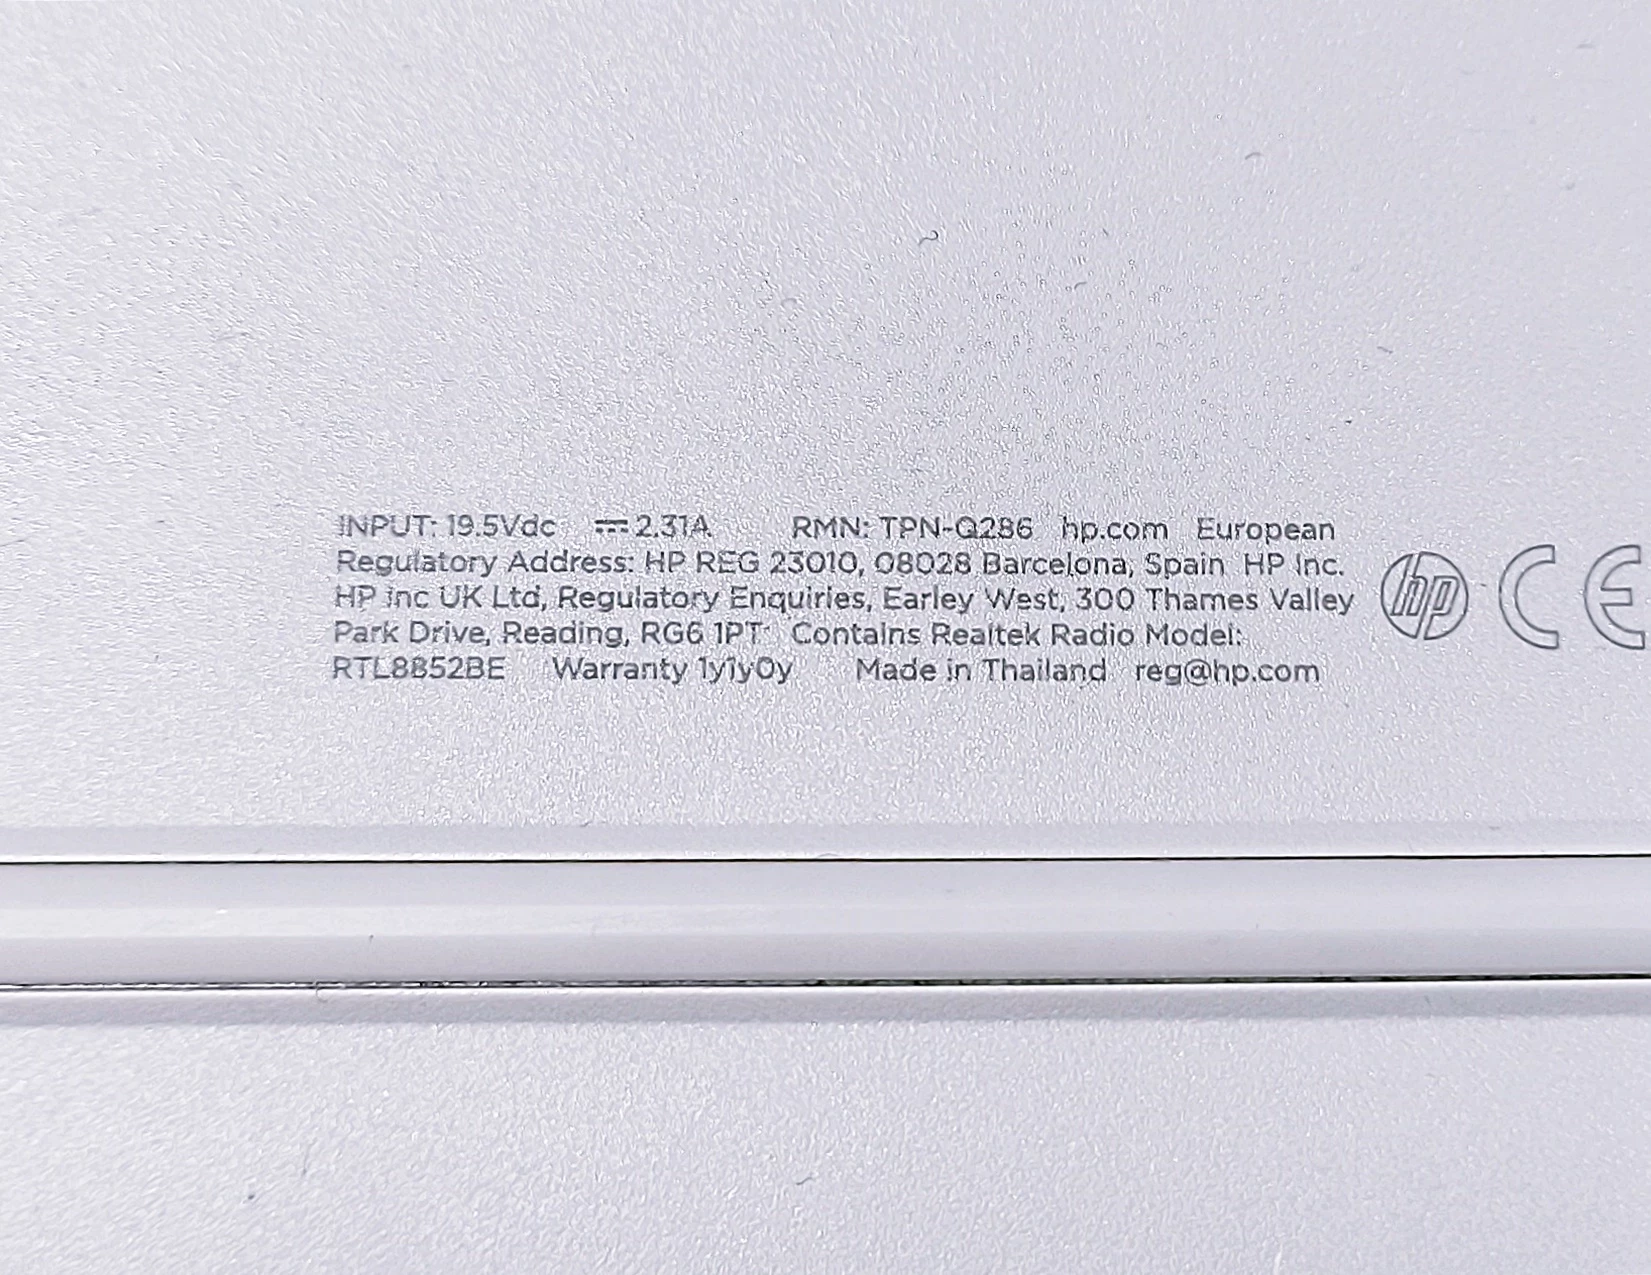 INPUT: 19.5Vdc ⎓ 2.31A RMN: TPN-Q286 hp.com European
Regulatory Address: HP REG 23010, 08028 Barcelona, Spain HP Inc.
HP Inc UK Ltd, Regulatory Enquiries, Earley West, 300 Thames Valley
Park Drive, Reading, RG6 1PT Contains Realtek Radio Model:
RTL8852BE Warranty 1y1y0y Made in Thailand reg@hp.com
hp CE